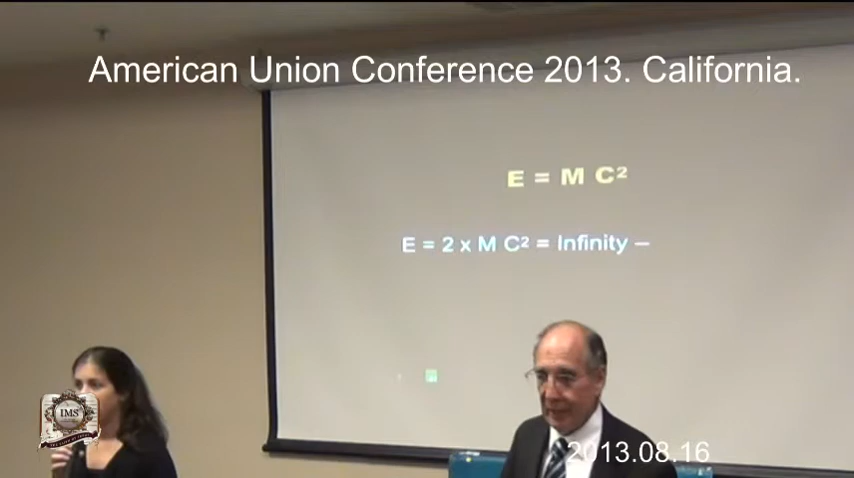 American Union Conference 2013. California.
E = M C²
E = 2 x M C² = Infinity –
IMS
2013.08.16